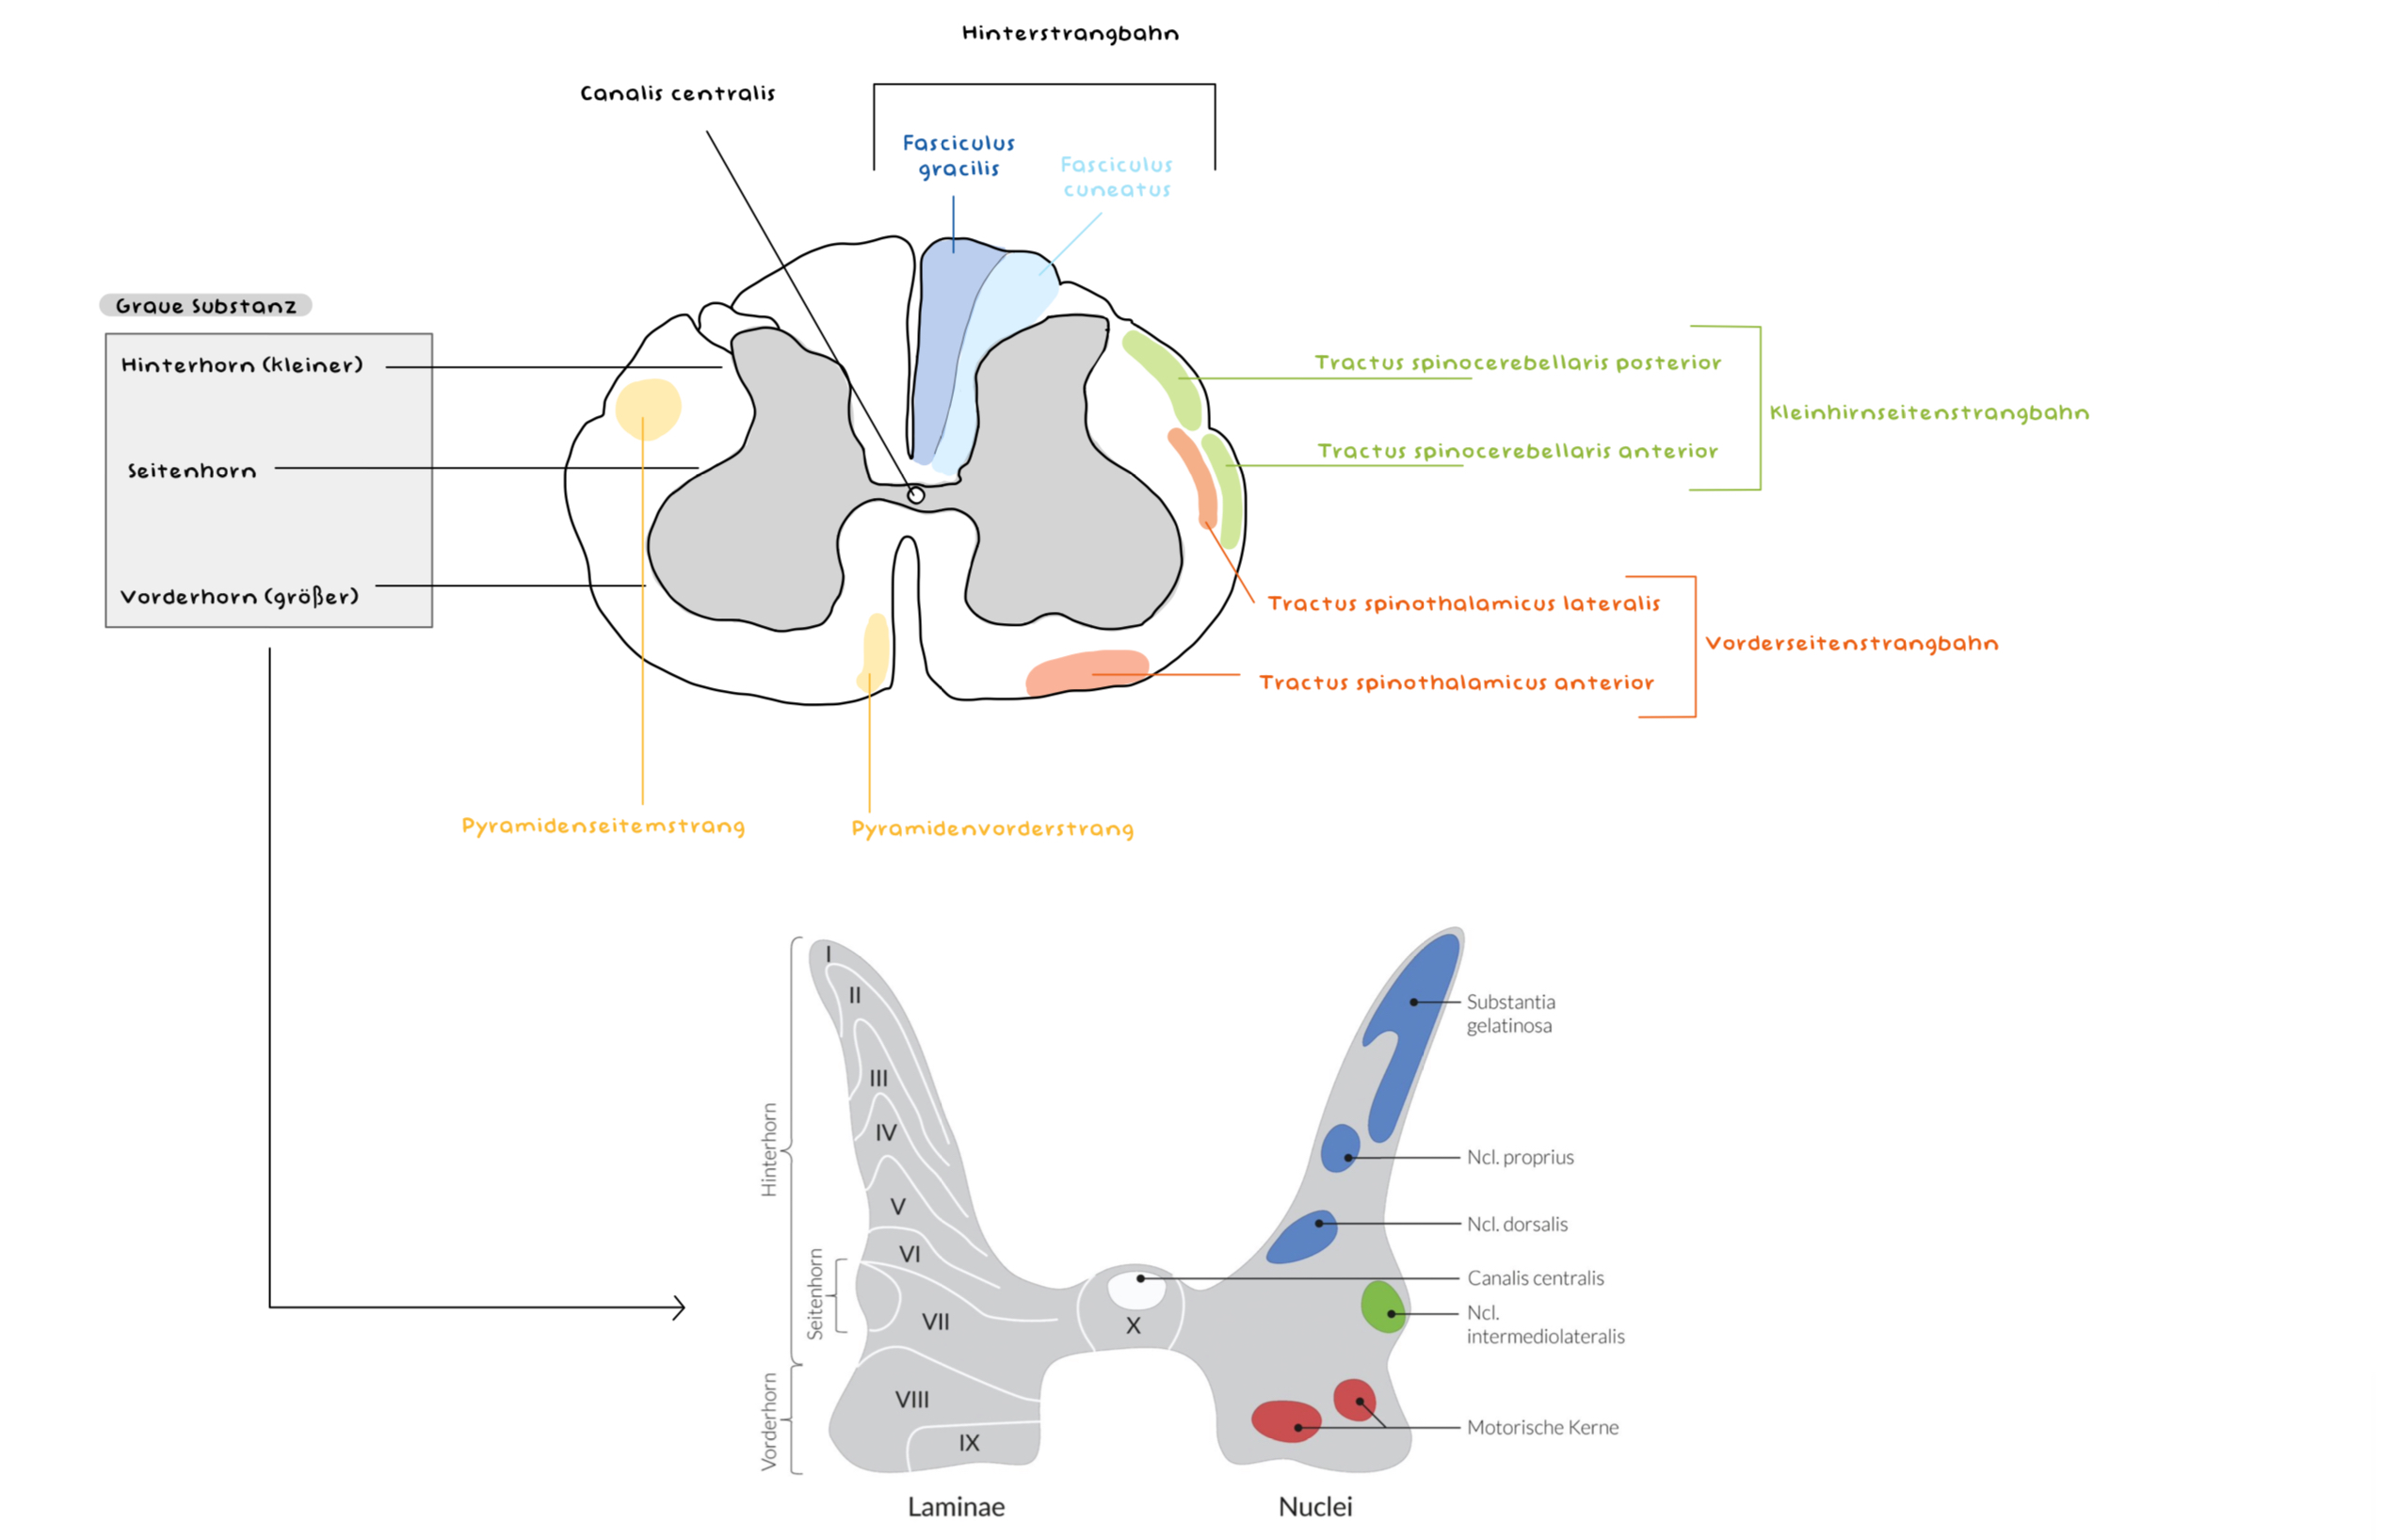 Hinterstrangbahn
Canalis centralis
Fasciculus
gracilis
Fasciculus
cuneatus
Graue Substanz
Hinterhorn (kleiner)
Seitenhorn
Vorderhorn (größer)
Tractus spinocerebellaris posterior
Kleinhirnseitenstrangbahn
Tractus spinocerebellaris anterior
Tractus spinothalamicus lateralis
Vorderseitenstrangbahn
Tractus spinothalamicus anterior
Pyramidenseitemstrang
Pyramidenvorderstrang
Hinterhorn
Seitenhorn
Vorderhorn
I
II
III
IV
V
VI
VII
VIII
IX
X
Substantia
gelatinosa
Ncl. proprius
Ncl. dorsalis
Canalis centralis
Ncl.
intermediolateralis
Motorische Kerne
Laminae
Nuclei